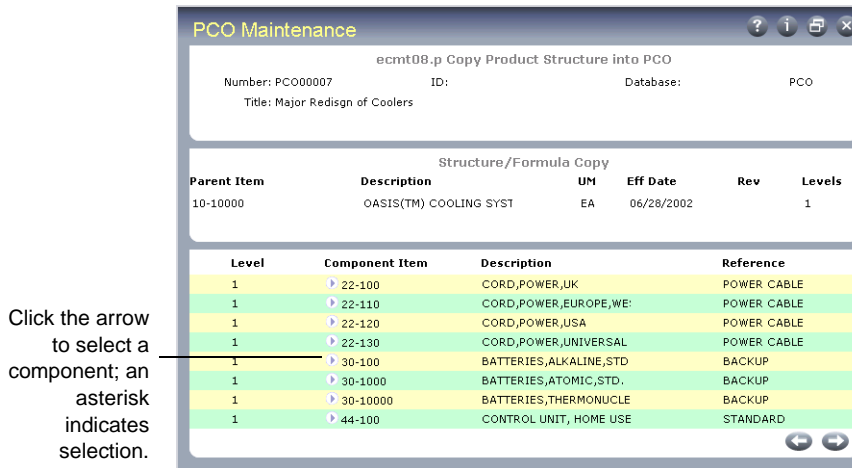 PCO Maintenance
ecmt08.p Copy Product Structure into PCO
Number: PCO00007 ID: Database: PCO
Title: Major Redisgn of Coolers
Structure/Formula Copy
Parent Item Description UM Eff Date Rev Levels
10-10000 OASIS(TM) COOLING SYST EA 06/28/2002 1
Level Component Item Description Reference
1 22-100 CORD,POWER,UK POWER CABLE
1 22-110 CORD,POWER,EUROPE,WE: POWER CABLE
1 22-120 CORD,POWER,USA POWER CABLE
1 22-130 CORD,POWER,UNIVERSAL POWER CABLE
1 30-100 BATTERIES,ALKALINE,STD BACKUP
1 30-1000 BATTERIES,ATOMIC,STD. BACKUP
1 30-10000 BATTERIES,THERMONUCLE BACKUP
1 44-100 CONTROL UNIT, HOME USE STANDARD
Click the arrow
to select a
component; an
asterisk
indicates
selection.